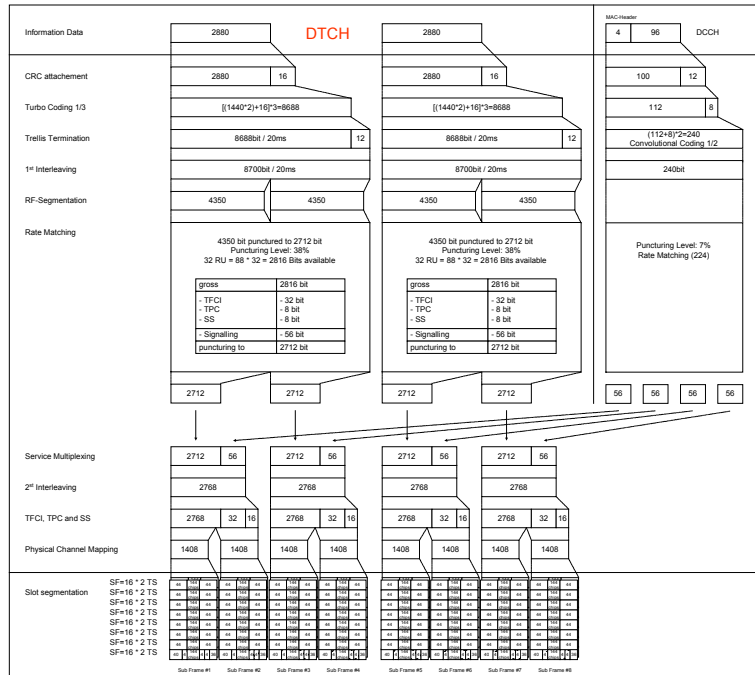 MAC-Header
Information Data 2880 DTCH 2880 4 96 DCCH
CRC attachement 2880 16 2880 16 100 12
Turbo Coding 1/3 [(1440*2)+16]*3=8688 [(1440*2)+16]*3=8688 112 8
Trellis Termination 8688bit / 20ms 12 8688bit / 20ms 12 (112+8)*2=240
Convolutional Coding 1/2
1st Interleaving 8700bit / 20ms 8700bit / 20ms 240bit
RF-Segmentation 4350 4350 4350 4350
Rate Matching
4350 bit punctured to 2712 bit 4350 bit punctured to 2712 bit Puncturing Level: 7%
Puncturing Level: 38% Puncturing Level: 38% Rate Matching (224)
32 RU = 88 * 32 = 2816 Bits available 32 RU = 88 * 32 = 2816 Bits available
gross 2816 bit gross 2816 bit
- TFCI - 32 bit - TFCI - 32 bit
- TPC - 8 bit - TPC - 8 bit
- SS - 8 bit - SS - 8 bit
- Signalling - 56 bit - Signalling - 56 bit
puncturing to 2712 bit puncturing to 2712 bit
2712 2712 2712 2712 56 56 56 56
Service Multiplexing 2712 56 2712 56 2712 56 2712 56
2nd Interleaving 2768 2768 2768 2768
TFCI, TPC and SS 2768 32 16 2768 32 16 2768 32 16 2768 32 16
Physical Channel Mapping 1408 1408 1408 1408 1408 1408 1408 1408
Slot segmentation
SF=16 * 2 TS
SF=16 * 2 TS
SF=16 * 2 TS
SF=16 * 2 TS
SF=16 * 2 TS
SF=16 * 2 TS
SF=16 * 2 TS
SF=16 * 2 TS
Sub Frame #1 Sub Frame #2 Sub Frame #3 Sub Frame #4 Sub Frame #5 Sub Frame #6 Sub Frame #7 Sub Frame #8